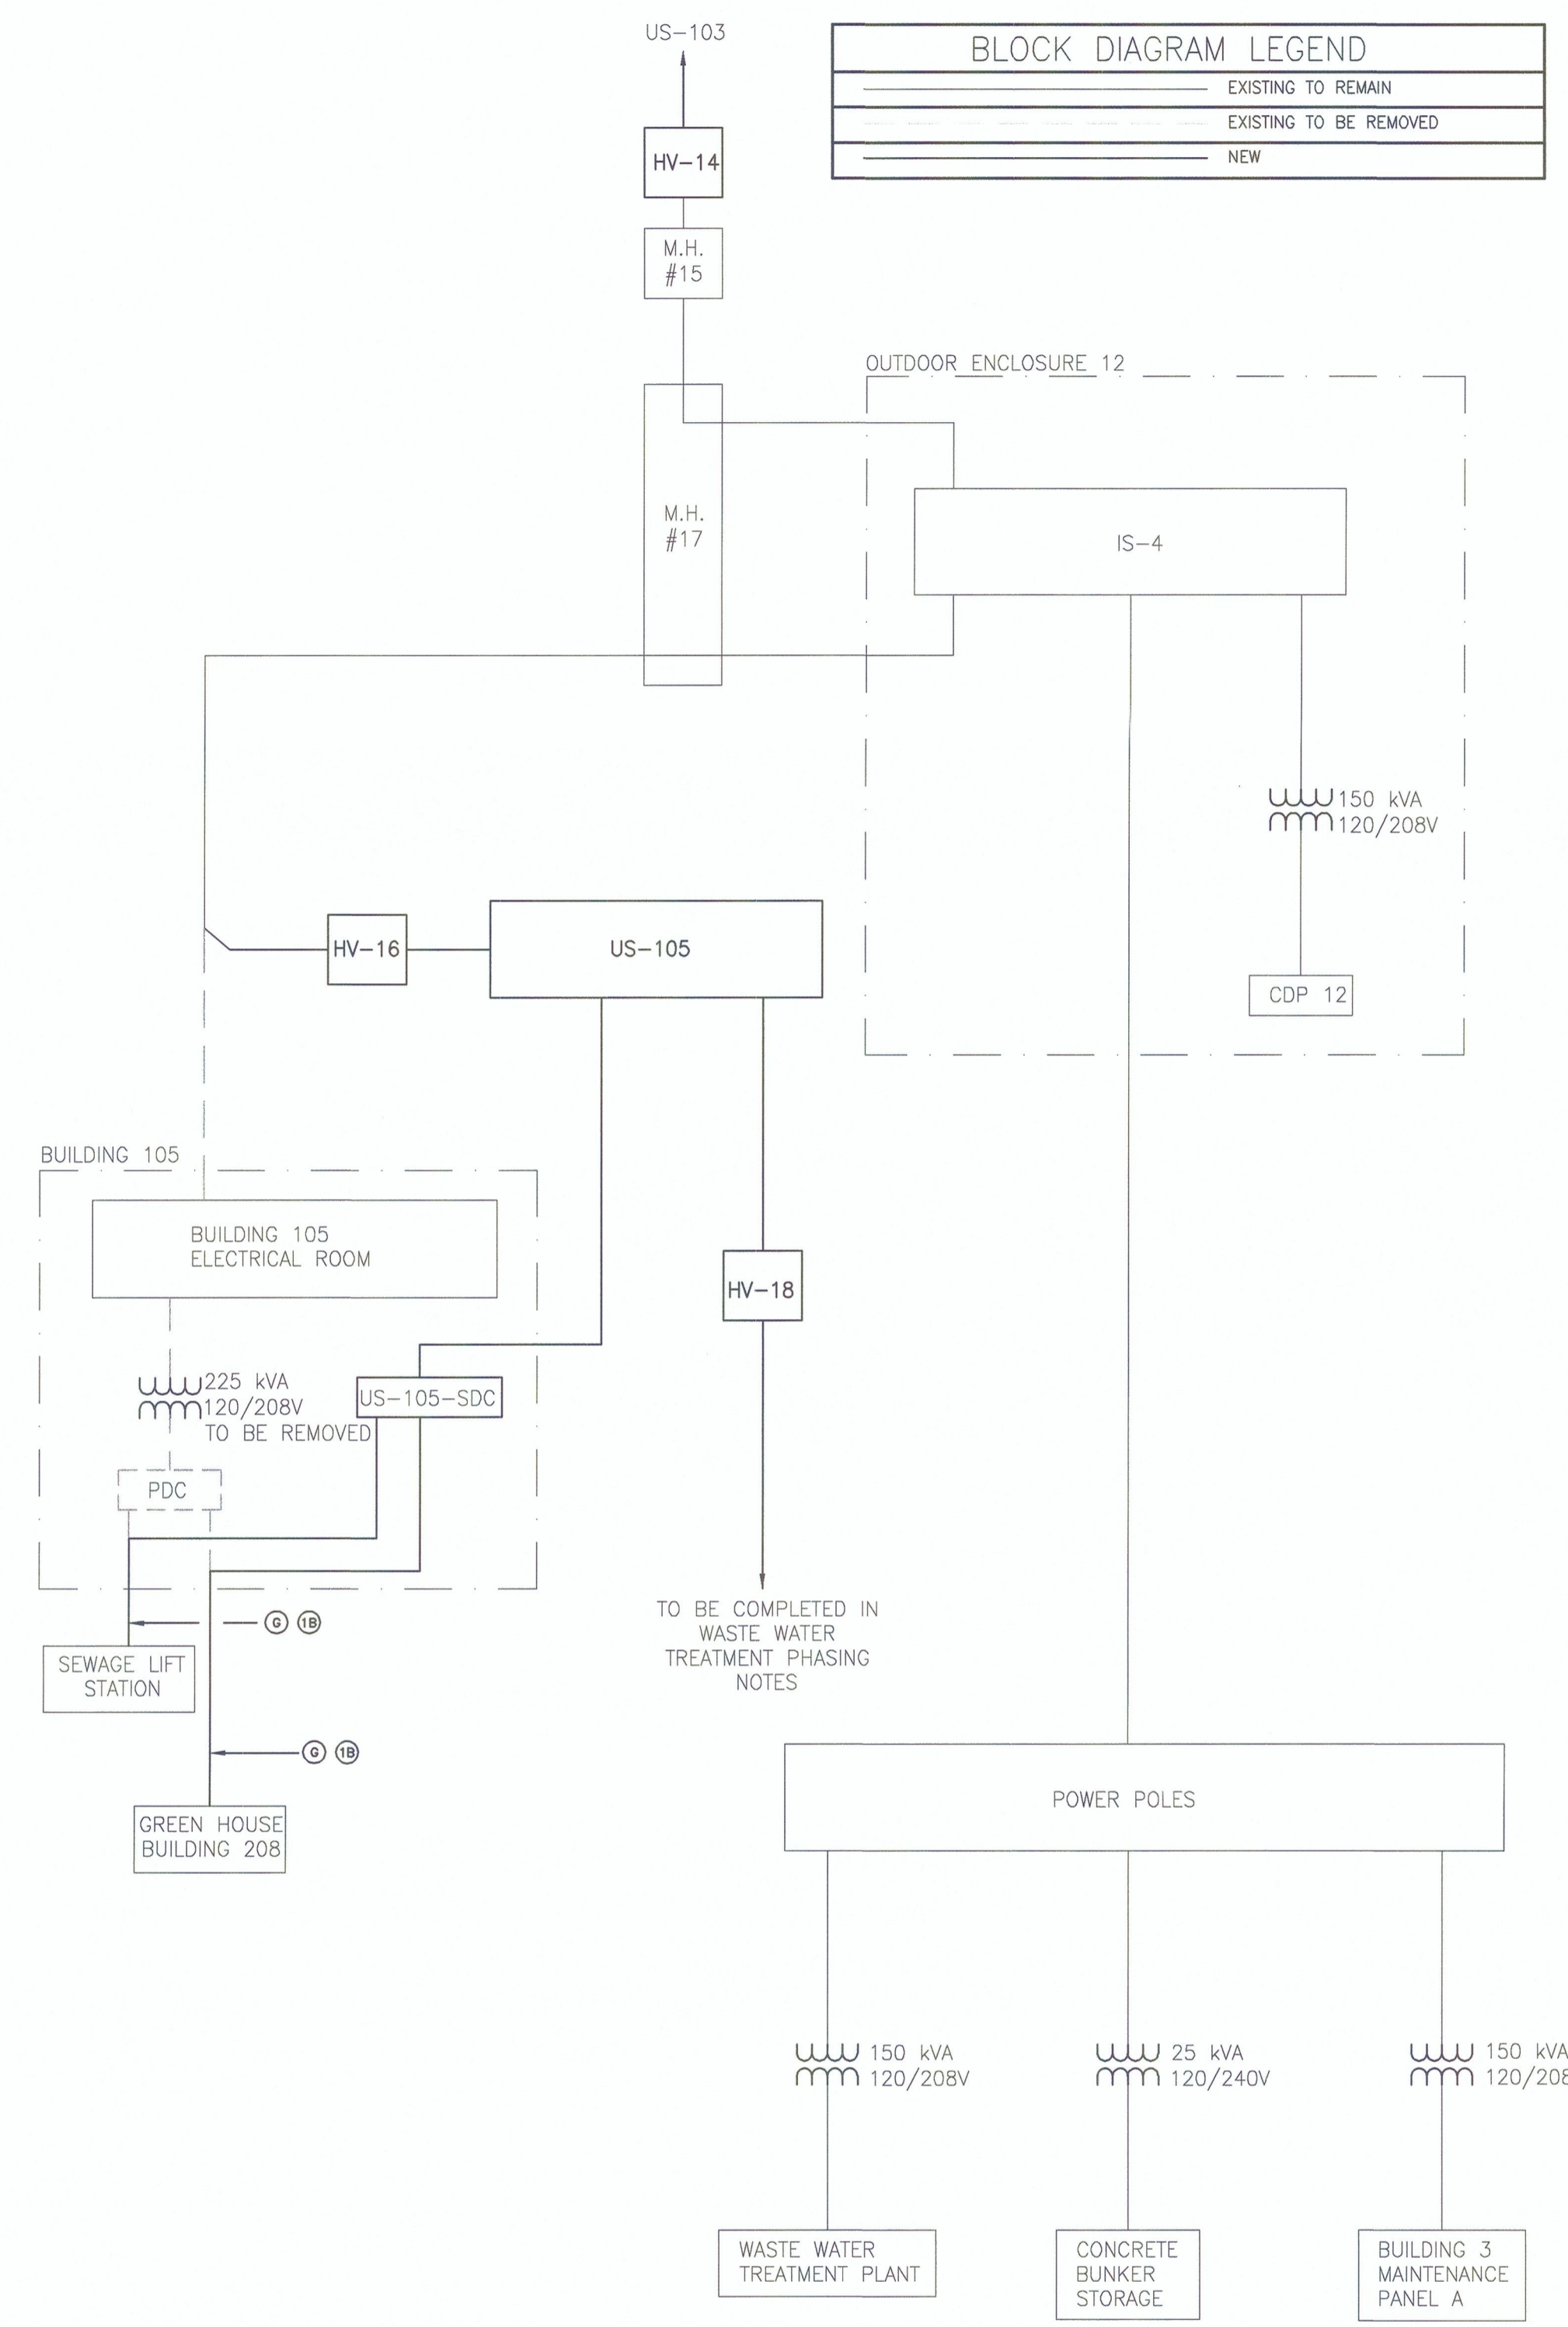 US-103
BLOCK DIAGRAM LEGEND
EXISTING TO REMAIN
EXISTING TO BE REMOVED
NEW
HV-14
M.H.
#15
OUTDOOR ENCLOSURE 12
M.H.
#17
IS-4
150 kVA
120/208V
HV-16
US-105
CDP 12
BUILDING 105
BUILDING 105
ELECTRICAL ROOM
HV-18
225 kVA
120/208V
TO BE REMOVED
US-105-SDC
PDC
G 1B
SEWAGE LIFT
STATION
TO BE COMPLETED IN
WASTE WATER
TREATMENT PHASING
NOTES
G 1B
GREEN HOUSE
BUILDING 208
POWER POLES
150 kVA
120/208V
25 kVA
120/240V
150 kVA
120/208
WASTE WATER
TREATMENT PLANT
CONCRETE
BUNKER
STORAGE
BUILDING 3
MAINTENANCE
PANEL A